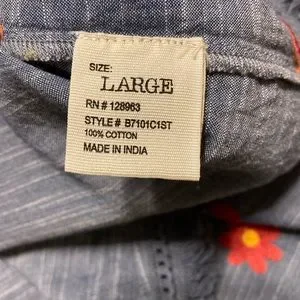 SIZE:
LARGE
RN # 128963
STYLE # B7101C1ST
100% COTTON
MADE IN INDIA